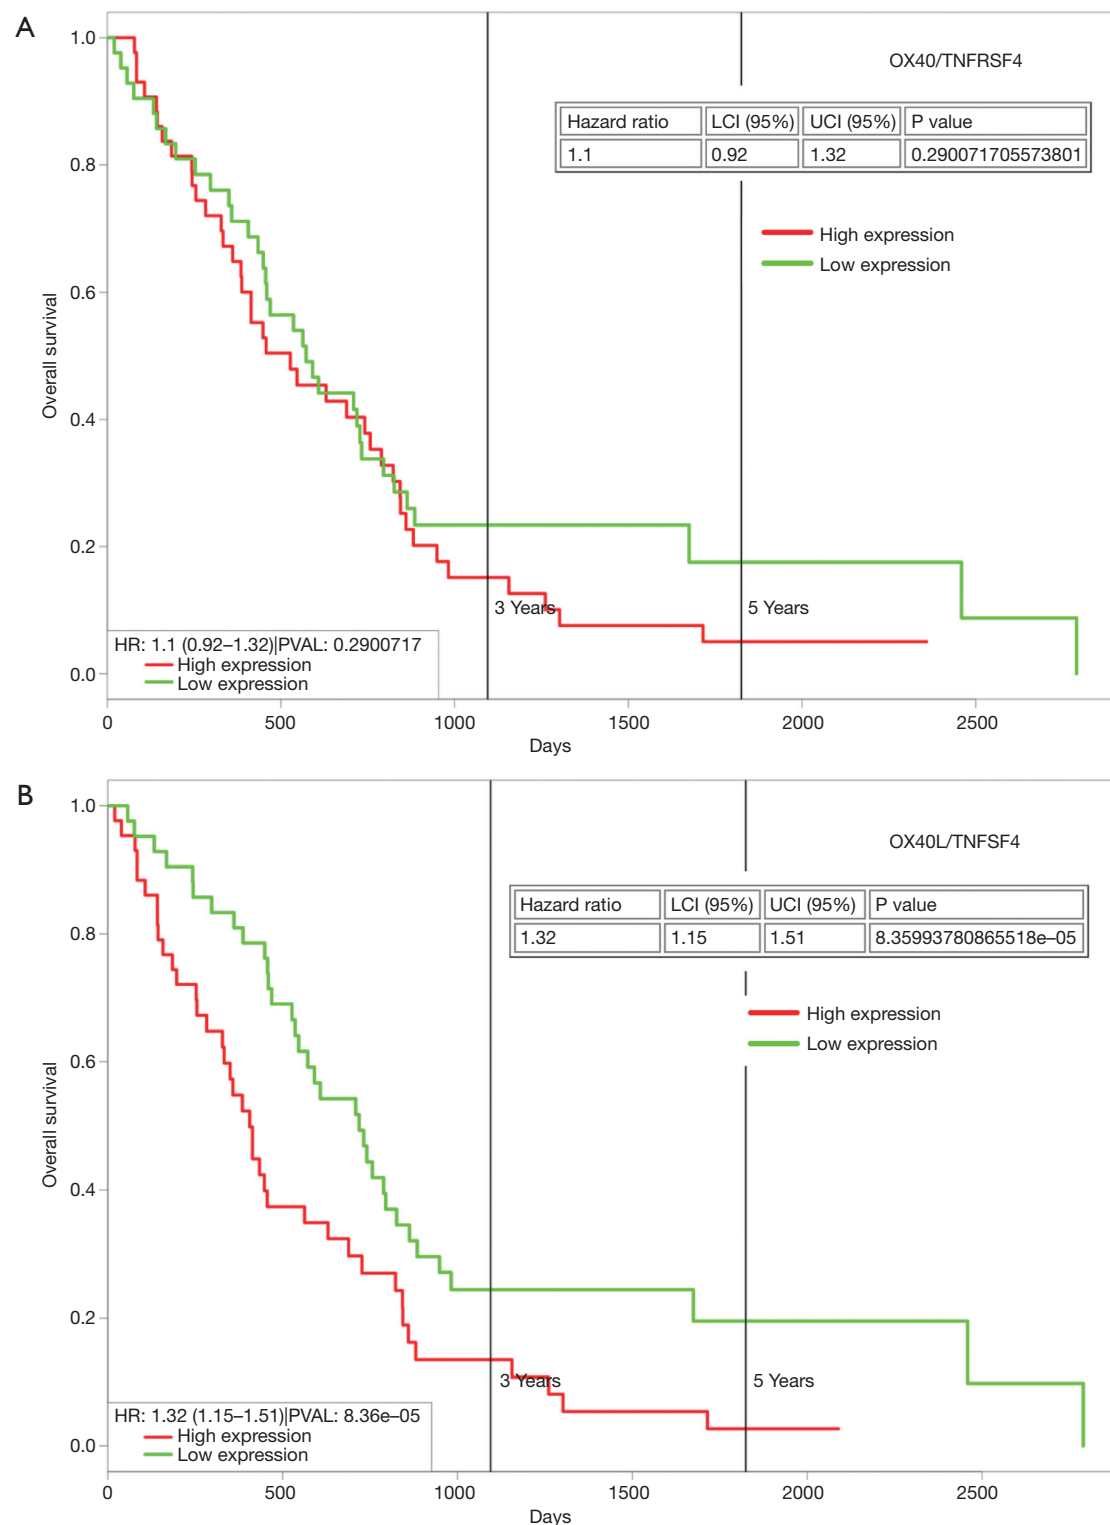 A
1.0
0.8
0.6
0.4
0.2
0.0
Overall survival
OX40/TNFRSF4
Hazard ratio LCI (95%) UCI (95%) P value
1.1 0.92 1.32 0.290071705573801
High expression
Low expression
3 Years
5 Years
HR: 1.1 (0.92–1.32)|PVAL: 0.2900717
High expression
Low expression
0 500 1000 1500 2000 2500
Days
B
1.0
0.8
0.6
0.4
0.2
0.0
Overall survival
OX40L/TNFSF4
Hazard ratio LCI (95%) UCI (95%) P value
1.32 1.15 1.51 8.35993780865518e–05
High expression
Low expression
3 Years
5 Years
HR: 1.32 (1.15–1.51)|PVAL: 8.36e–05
High expression
Low expression
0 500 1000 1500 2000 2500
Days